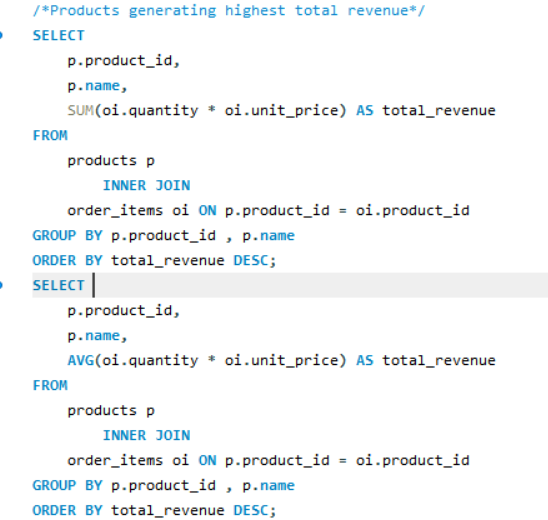 /*Products generating highest total revenue*/
SELECT
p.product_id,
p.name,
SUM(oi.quantity * oi.unit_price) AS total_revenue
FROM
products p
INNER JOIN
order_items oi ON p.product_id = oi.product_id
GROUP BY p.product_id , p.name
ORDER BY total_revenue DESC;
SELECT
p.product_id,
p.name,
AVG(oi.quantity * oi.unit_price) AS total_revenue
FROM
products p
INNER JOIN
order_items oi ON p.product_id = oi.product_id
GROUP BY p.product_id , p.name
ORDER BY total_revenue DESC;